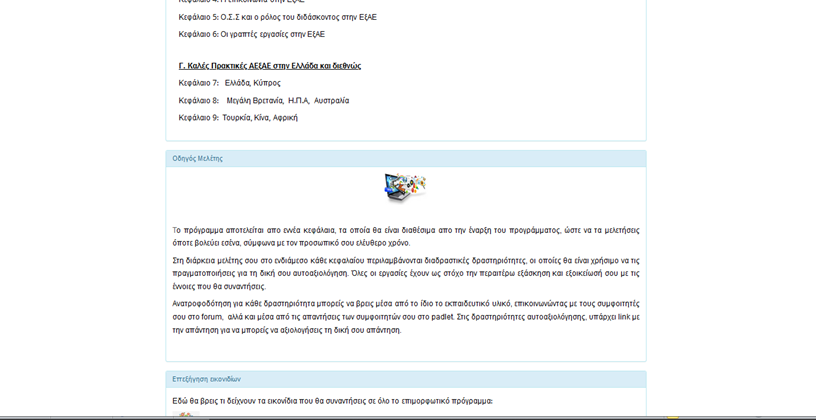 Κεφάλαιο 4: Η επικοινωνία στην ΕξΑΕ
Κεφάλαιο 5: Ο.Σ.Σ και ο ρόλος του διδάσκοντος στην ΕξΑΕ
Κεφάλαιο 6: Οι γραπτές εργασίες στην ΕξΑΕ
Γ. Καλές Πρακτικές ΑΕξΑΕ στην Ελλάδα και διεθνώς
Κεφάλαιο 7: Ελλάδα, Κύπρος
Κεφάλαιο 8: Μεγάλη Βρετανία, Η.Π.Α, Αυστραλία
Κεφάλαιο 9: Τουρκία, Κίνα, Αφρική
Οδηγός Μελέτης
Το πρόγραμμα αποτελείται απο εννέα κεφάλαια, τα οποία θα είναι διαθέσιμα απο την έναρξη του προγράμματος, ώστε να τα μελετήσεις
όποτε βολεύει εσένα, σύμφωνα με τον προσωπικό σου ελέυθερο χρόνο.
Στη διάρκεια μελέτης σου στο ενδιάμεσο κάθε κεφαλαίου περιλαμβάνονται διαδραστικές δραστηριότητες, οι οποίες θα είναι χρήσιμο να τις
πραγματοποιήσεις για τη δική σου αυτοαξιολόγηση. Όλες οι εργασίες έχουν ως στόχο την περαιτέρω εξάσκηση και εξοικείωσή σου με τις
έννοιες που θα συναντήσεις.
Ανατροφοδότηση για κάθε δραστηριότητα μπορείς να βρεις μέσα από το ίδιο το εκπαιδευτικό υλικό, επικοινωνώντας με τους συμφοιτητές
σου στο forum, αλλά και μέσα από τις απαντήσεις των συμφοιτητών σου στο padlet. Στις δραστηριότητες αυτοαξιολόγησης, υπάρχει link με
την απάντηση για να μπορείς να αξιολογήσεις τη δική σου απάντηση.
Επεξήγηση εικονιδίων
Εδώ θα βρεις τι δείχνουν τα εικονίδια που θα συναντήσεις σε όλο το επιμορφωτικό πρόγραμμα: